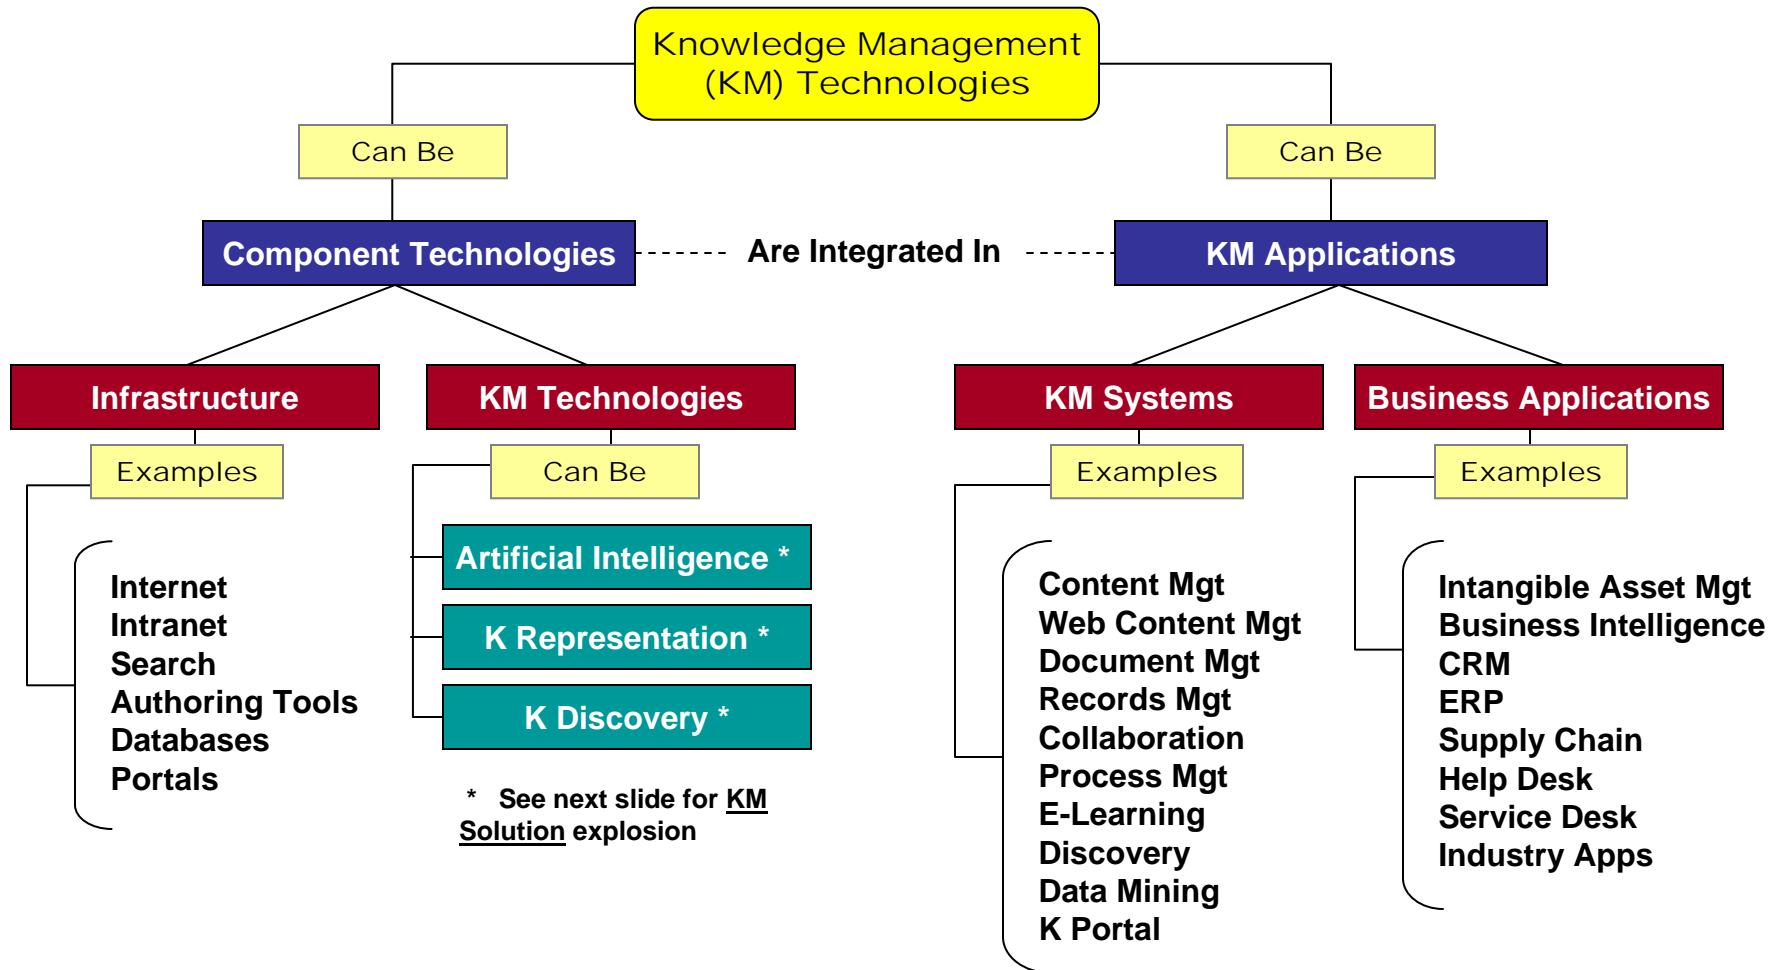 Knowledge Management
(KM) Technologies
Can Be
Can Be
Component Technologies
Are Integrated In
KM Applications
Infrastructure
KM Technologies
KM Systems
Business Applications
Examples
Can Be
Examples
Examples
Internet
Intranet
Search
Authoring Tools
Databases
Portals
Artificial Intelligence *
K Representation *
K Discovery *
* See next slide for KM
Solution explosion
Content Mgt
Web Content Mgt
Document Mgt
Records Mgt
Collaboration
Process Mgt
E-Learning
Discovery
Data Mining
K Portal
Intangible Asset Mgt
Business Intelligence
CRM
ERP
Supply Chain
Help Desk
Service Desk
Industry Apps